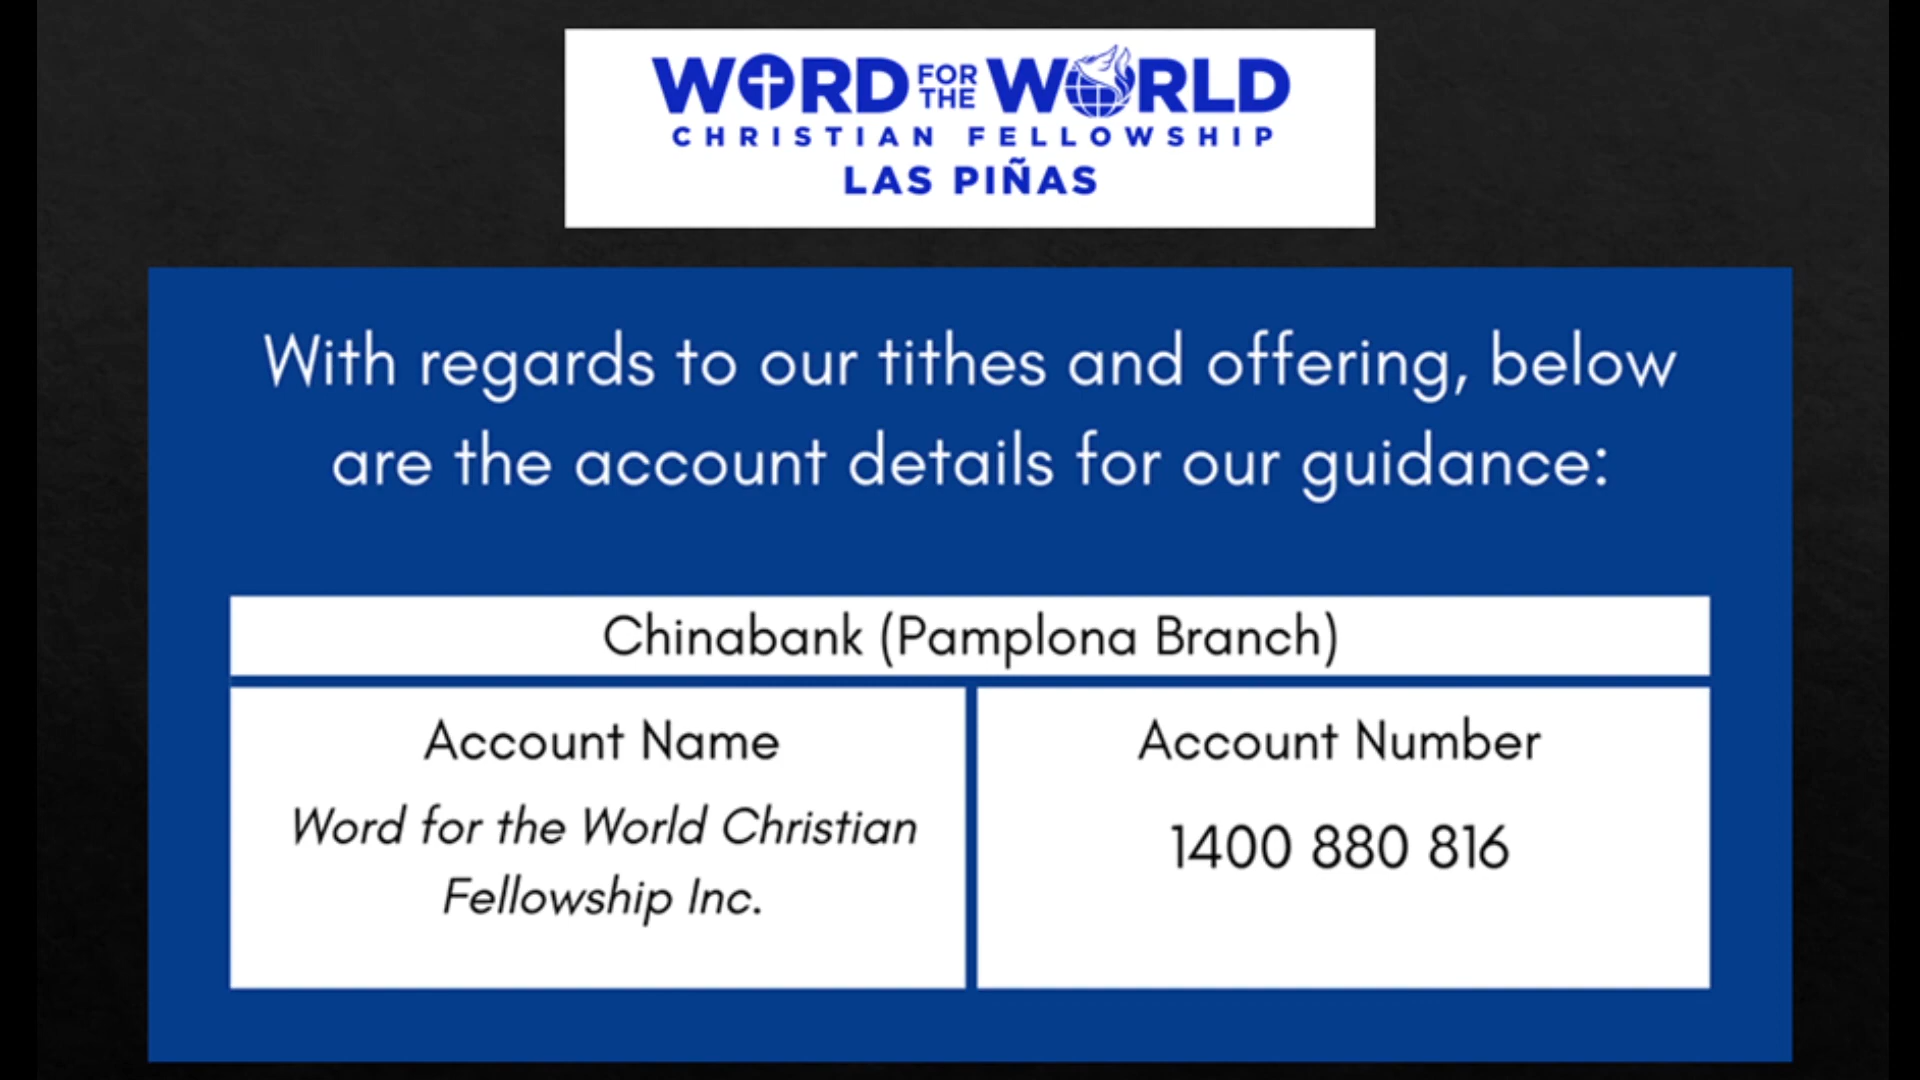 WORD FOR THE WORLD
CHRISTIAN FELLOWSHIP
LAS PIÑAS
With regards to our tithes and offering, below
are the account details for our guidance:
Chinabank (Pamplona Branch)
Account Name
Word for the World Christian
Fellowship Inc.
Account Number
1400 880 816